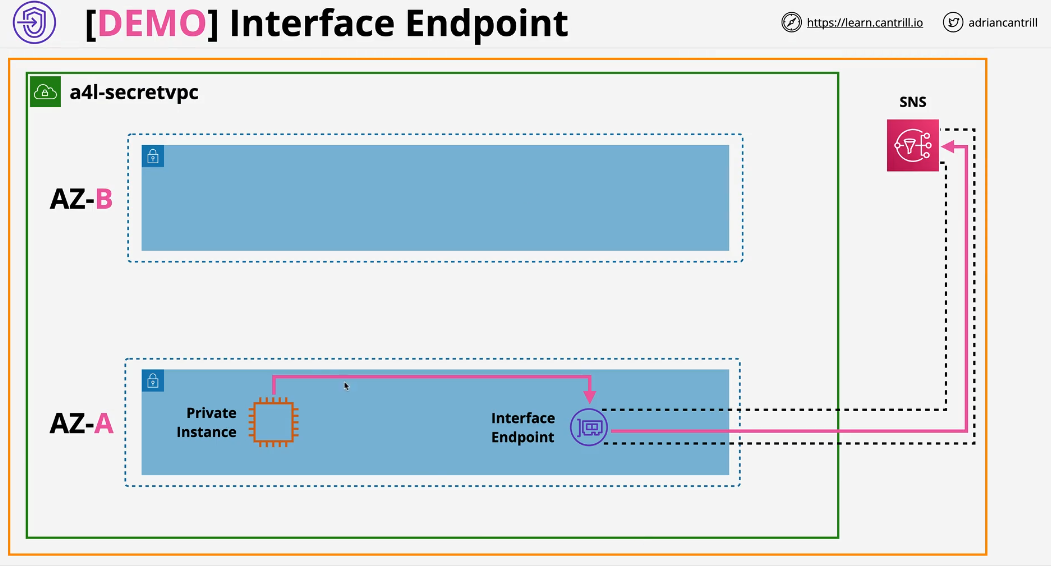 [DEMO] Interface Endpoint
https://learn.cantrill.io
adriancantrill
a4l-secretvpc
SNS
AZ-B
AZ-A
Private
Instance
Interface
Endpoint